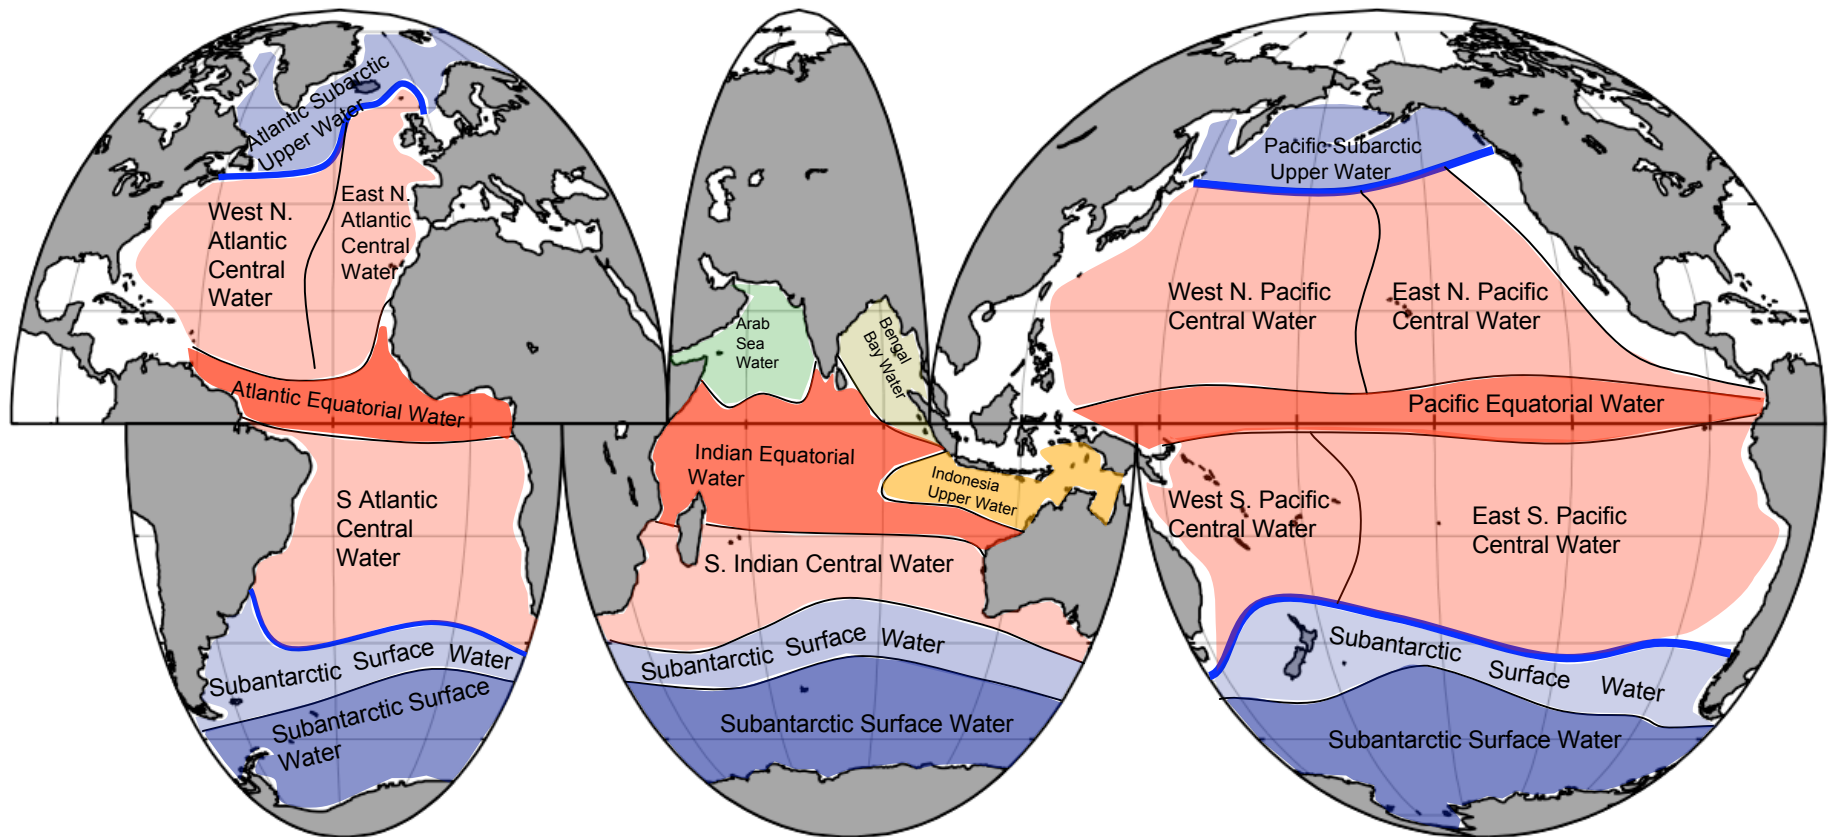 Atlantic Subarctic
Upper Water
West N.
Atlantic
Central
Water
East N.
Atlantic
Central
Water
Atlantic Equatorial Water
S Atlantic
Central
Water
Subantarctic Surface Water
Subantarctic Surface
Water
Arab
Sea
Water
Bengal
Bay Water
Indian Equatorial
Water
Indonesia
Upper Water
S. Indian Central Water
Subantarctic Surface Water
Subantarctic Surface Water
Pacific Subarctic
Upper Water
West N. Pacific
Central Water
East N. Pacific
Central Water
Pacific Equatorial Water
West S. Pacific
Central Water
East S. Pacific
Central Water
Subantarctic Surface Water
Subantarctic Surface Water